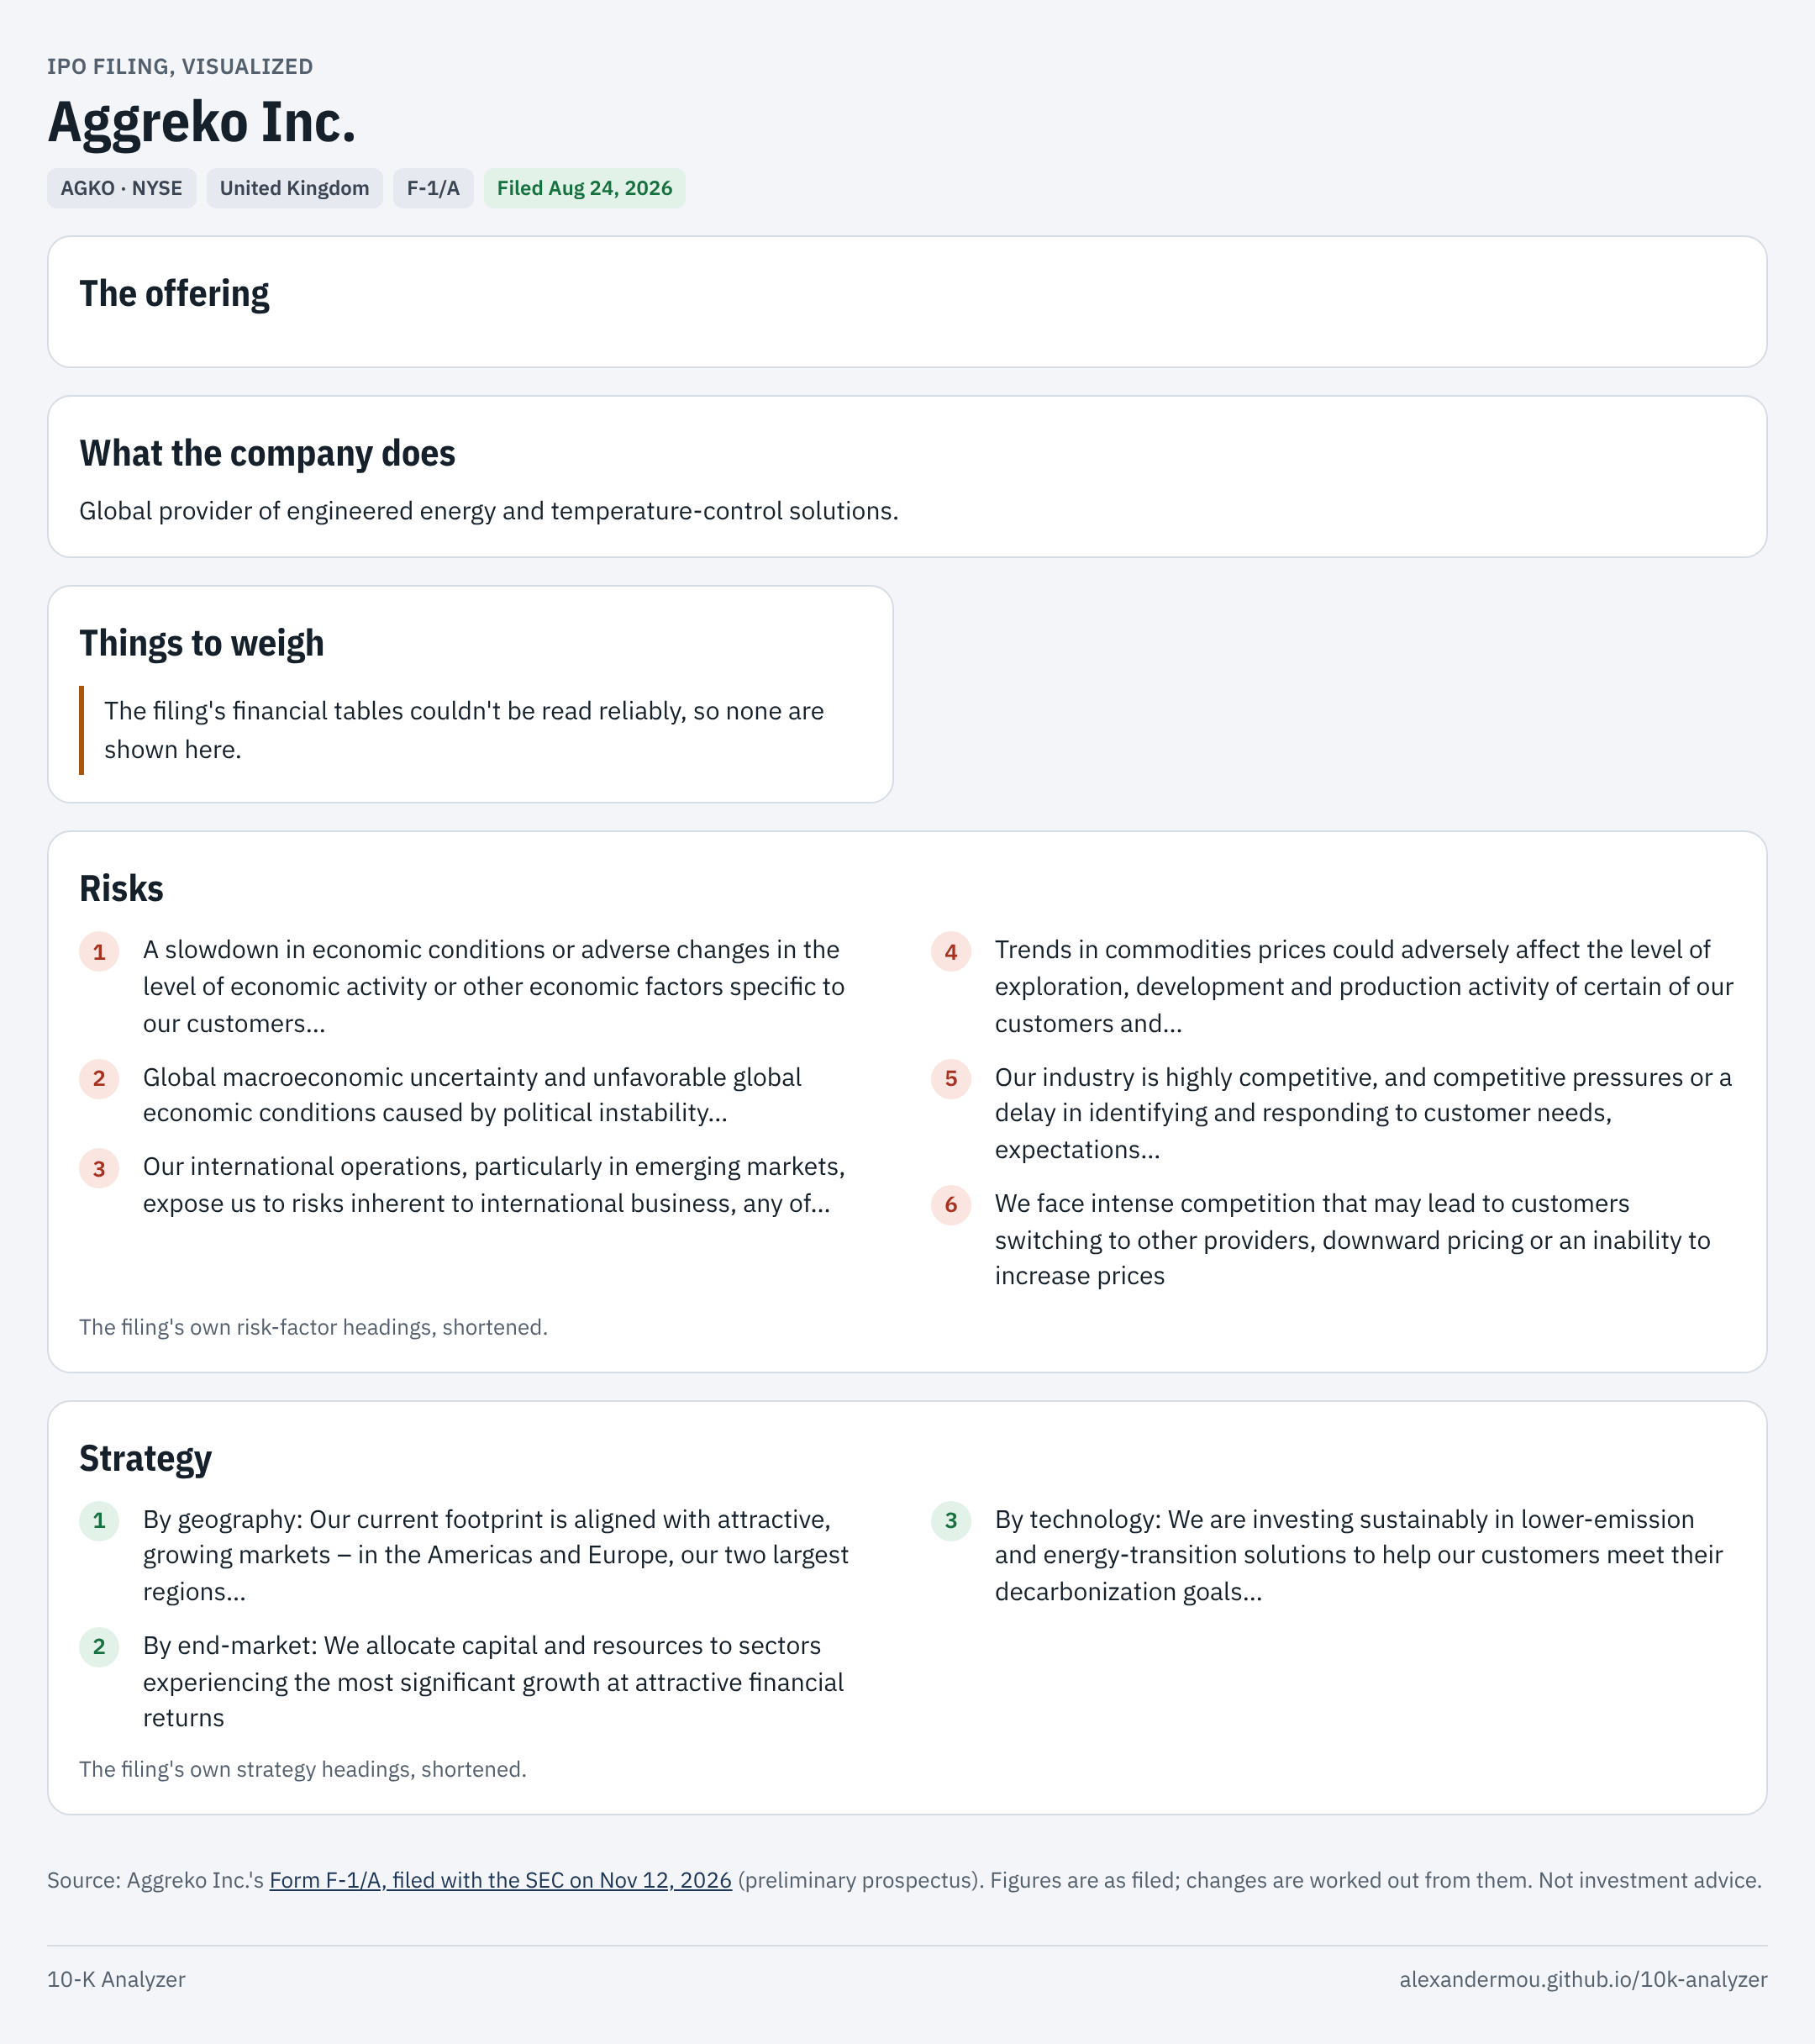 IPO FILING, VISUALIZED
Aggreko Inc.
AGKO · NYSE
United Kingdom
F-1/A
Filed Aug 24, 2026
The offering
What the company does
Global provider of engineered energy and temperature-control solutions.
Things to weigh
The filing's financial tables couldn't be read reliably, so none are
shown here.
Risks
1
A slowdown in economic conditions or adverse changes in the
level of economic activity or other economic factors specific to
our customers...
2
Global macroeconomic uncertainty and unfavorable global
economic conditions caused by political instability...
3
Our international operations, particularly in emerging markets,
expose us to risks inherent to international business, any of...
4
Trends in commodities prices could adversely affect the level of
exploration, development and production activity of certain of our
customers and...
5
Our industry is highly competitive, and competitive pressures or a
delay in identifying and responding to customer needs,
expectations...
6
We face intense competition that may lead to customers
switching to other providers, downward pricing or an inability to
increase prices
The filing's own risk-factor headings, shortened.
Strategy
1
By geography: Our current footprint is aligned with attractive,
growing markets – in the Americas and Europe, our two largest
regions...
2
By end-market: We allocate capital and resources to sectors
experiencing the most significant growth at attractive financial
returns
3
By technology: We are investing sustainably in lower-emission
and energy-transition solutions to help our customers meet their
decarbonization goals...
The filing's own strategy headings, shortened.
Source: Aggreko Inc.'s Form F-1/A, filed with the SEC on Nov 12, 2026 (preliminary prospectus). Figures are as filed; changes are worked out from them. Not investment advice.
10-K Analyzer
alexandermou.github.io/10k-analyzer